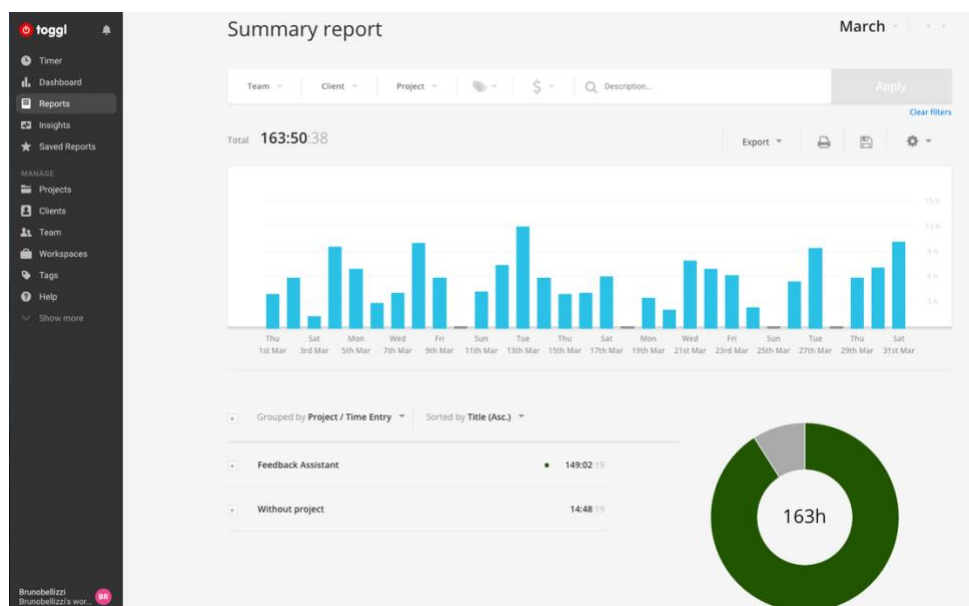 toggl
Timer
Dashboard
Reports
Insights
Saved Reports
MANAGE
Projects
Clients
Team
Workspaces
Tags
Help
Show more
Brunobellizzi
Brunobellizzi's wor...
BR
Summary report
March
Team Client Project $ Description..
Apply
Clear filters
Total 163:50:38
Export
15 h
12 h
9 h
6 h
3 h
Thu Sat Mon Wed Fri Sun Tue Thu Sat Mon Wed Fri Sun Tue Thu Sat
1st Mar 3rd Mar 5th Mar 7th Mar 9th Mar 11th Mar 13th Mar 15th Mar 17th Mar 19th Mar 21st Mar 23rd Mar 25th Mar 27th Mar 29th Mar 31st Mar
Grouped by Project / Time Entry Sorted by Title (Asc.)
Feedback Assistant 149:02:19
Without project 14:48:19
163h